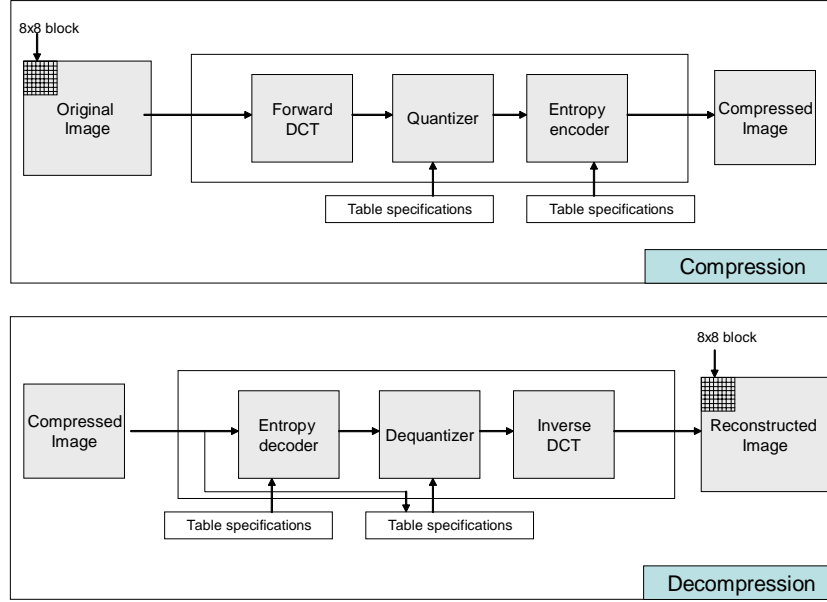 8x8 block
Original
Image
Forward
DCT
Quantizer
Entropy
encoder
Compressed
Image
Table specifications
Table specifications
Compression
8x8 block
Compressed
Image
Entropy
decoder
Dequantizer
Inverse
DCT
Reconstructed
Image
Table specifications
Table specifications
Decompression